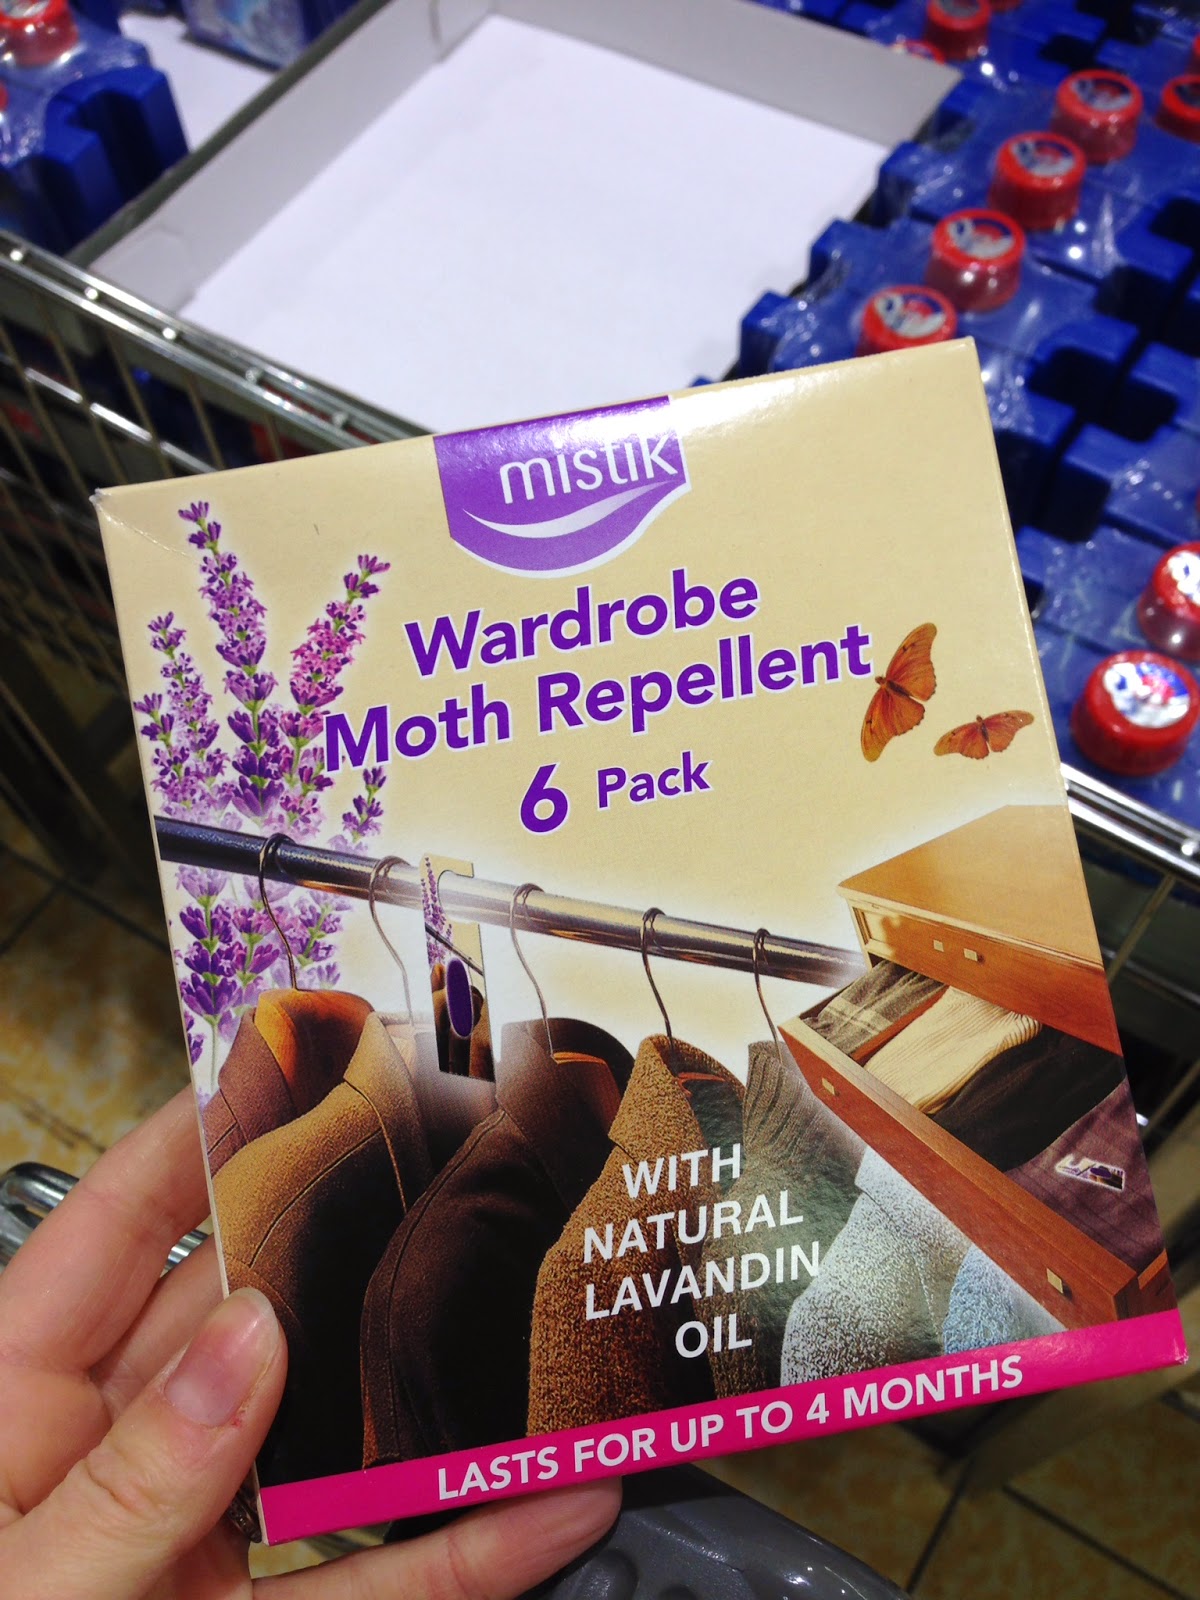 mistik
Wardrobe
Moth Repellent
6 Pack
WITH
NATURAL
LAVANDIN
OIL
LASTS FOR UP TO 4 MONTHS